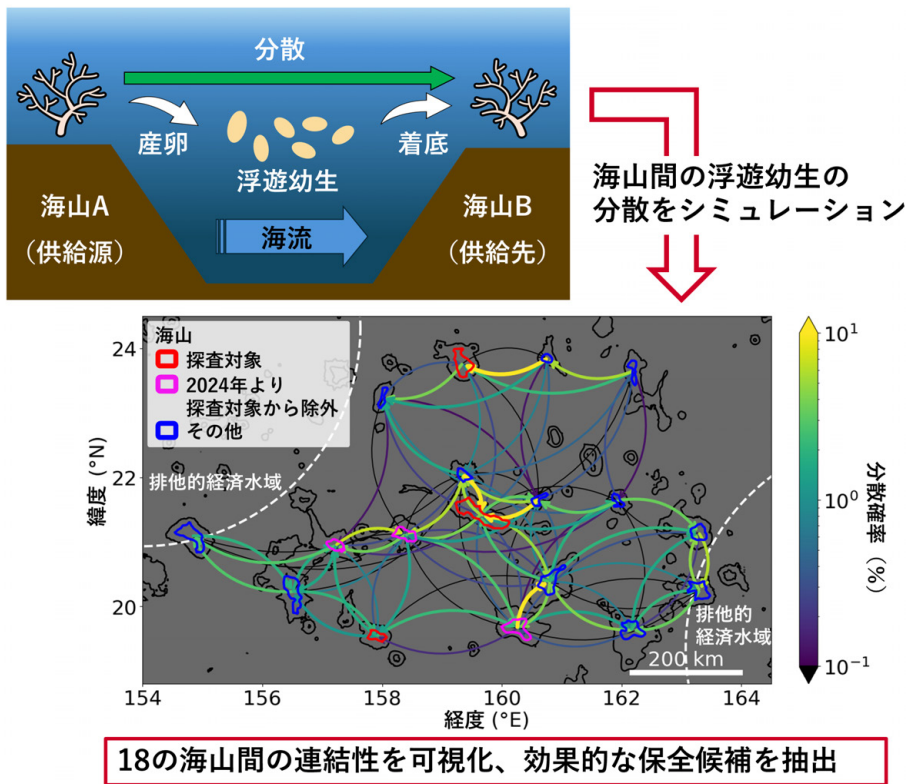 分散
産卵
着底
浮遊幼生
海山A
(供給源)
海流
海山B
(供給先)
海山間の浮遊幼生の
分散をシミュレーション
海山
探査対象
2024年より
探査対象から除外
その他
排他的経済水域
排他的
経済水域
200 km
緯度 (°N)
24
22
20
154
156
158
160
162
164
経度 (°E)
10¹
10⁰
10⁻¹
分散確率 (%)
18の海山間の連結性を可視化、効果的な保全候補を抽出